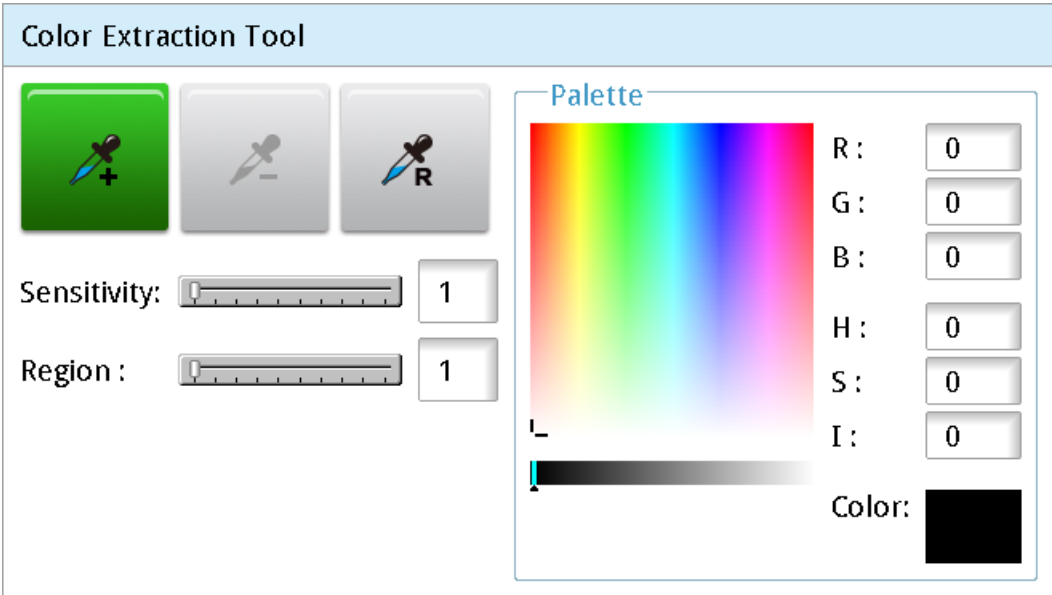 Color Extraction Tool
+
−
R
Sensitivity: 1
Region : 1
Palette
R : 0
G : 0
B : 0
H : 0
S : 0
I : 0
Color: